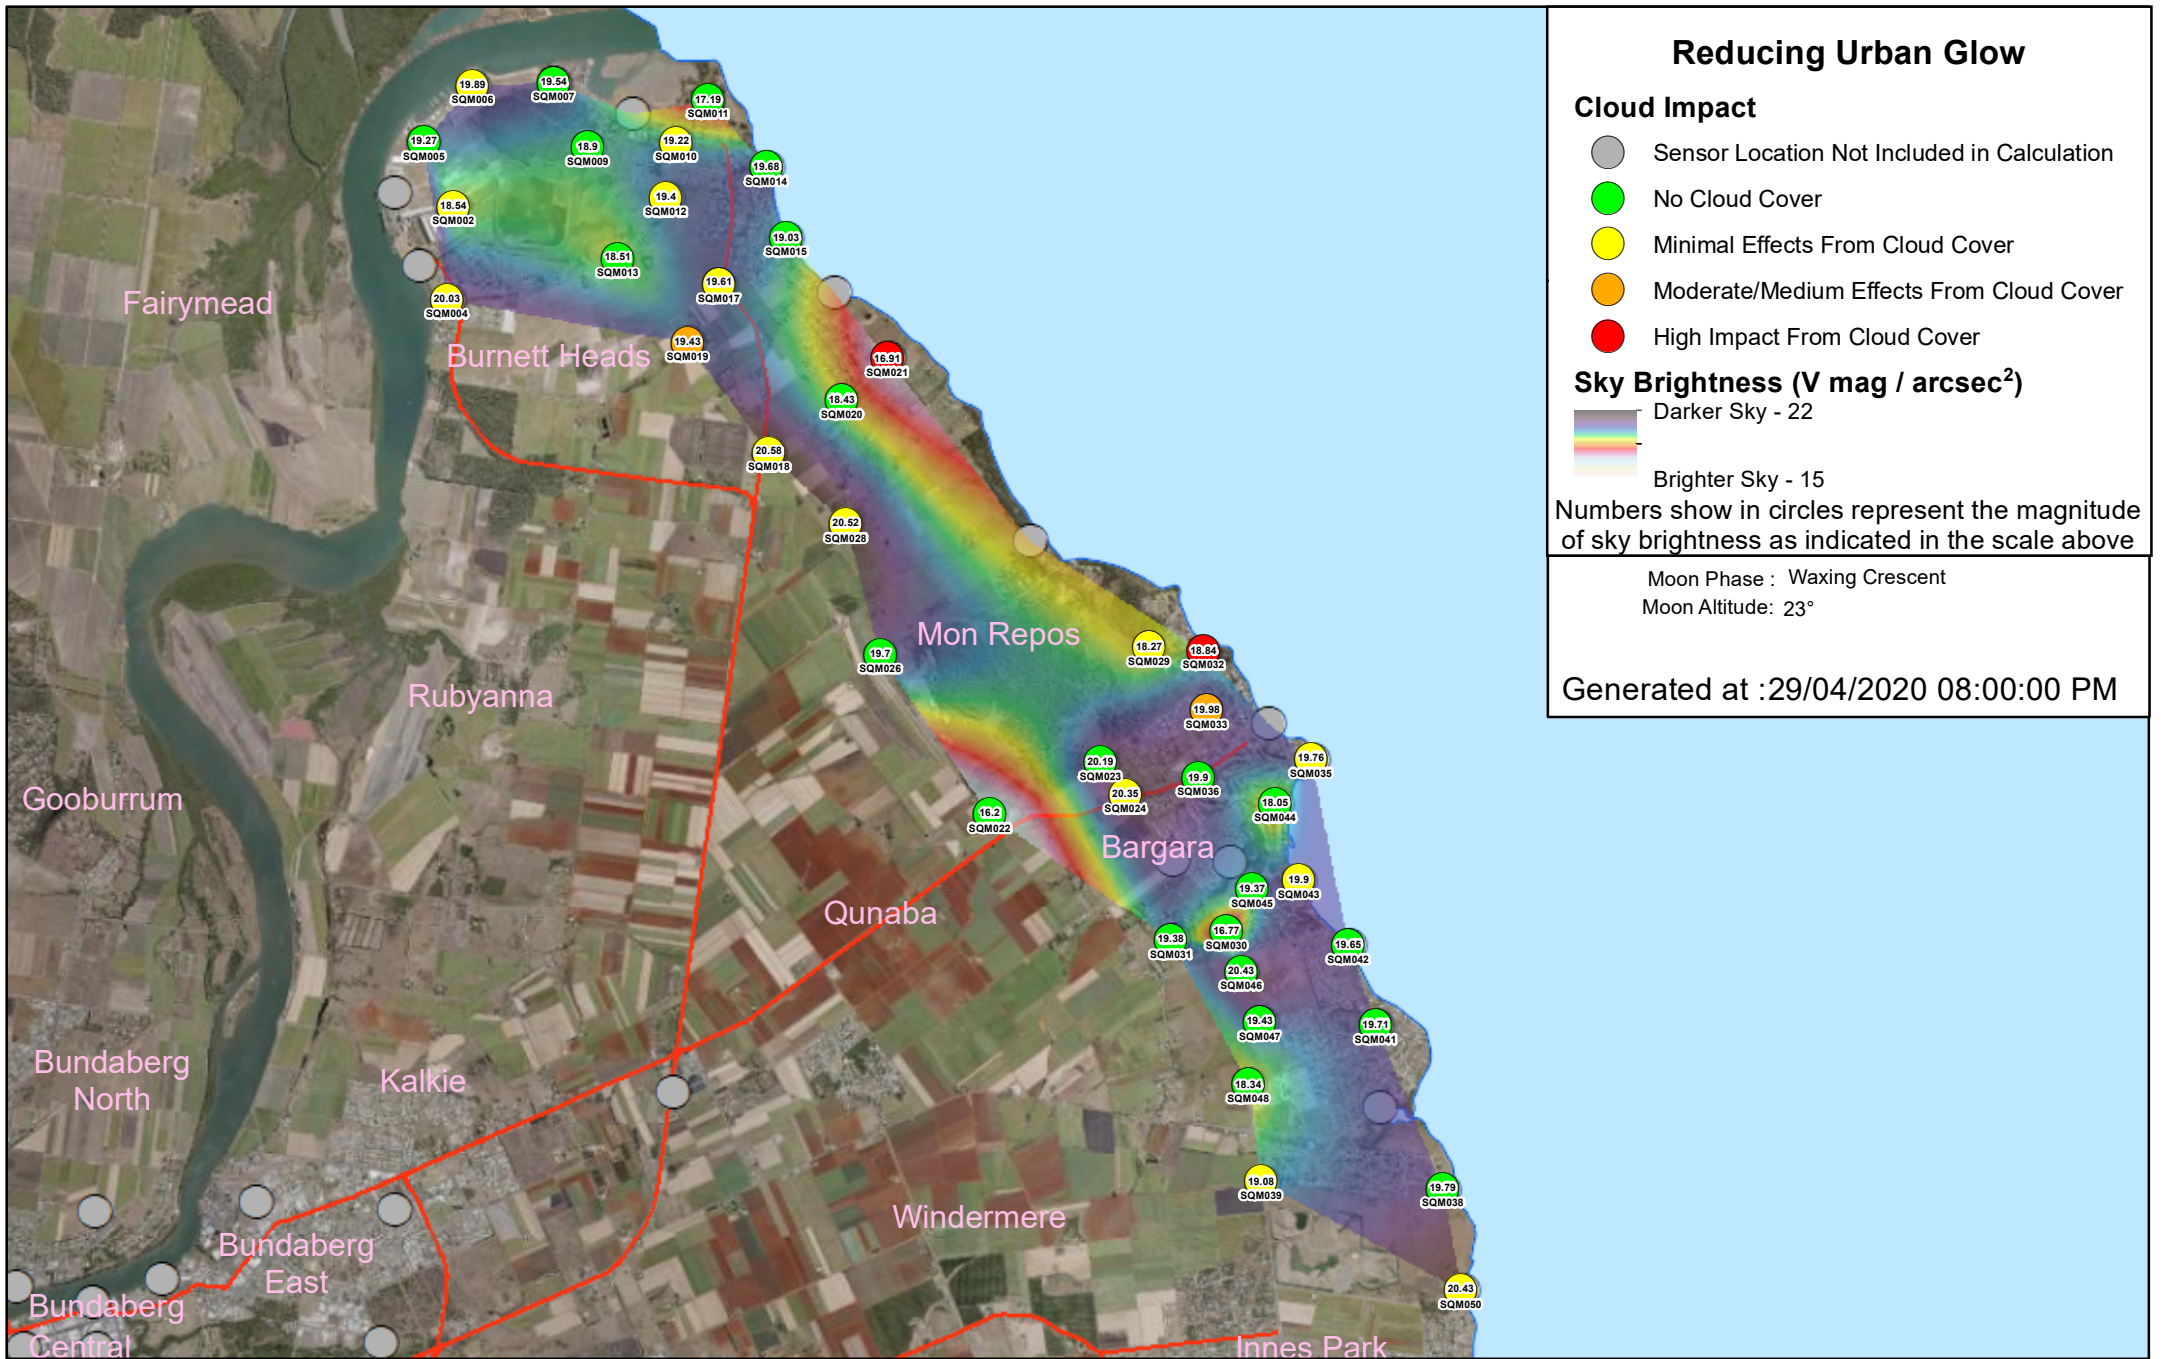 19.89
SQM006
19.54
SQM007
17.19
SQM011
19.27
SQM005
18.9
SQM009
19.22
SQM010
19.68
SQM014
18.54
SQM002
19.4
SQM012
19.03
SQM015
18.51
SQM013
19.61
SQM017
20.03
SQM004
Fairymead
19.43
SQM019
Burnett Heads
16.91
SQM021
18.43
SQM020
20.58
SQM018
20.52
SQM028
Mon Repos
19.7
SQM026
18.27
SQM029
18.84
SQM032
Rubyanna
19.98
SQM033
20.19
SQM023
19.76
SQM035
19.9
SQM036
20.35
SQM024
Gooburrum
18.05
SQM044
16.2
SQM022
Bargara
19.37
SQM045
19.9
SQM043
Qunaba
19.38
SQM031
16.77
SQM030
19.65
SQM042
20.43
SQM046
19.43
SQM047
19.71
SQM041
Bundaberg
North
Kalkie
18.34
SQM048
19.08
SQM039
19.79
SQM038
Windermere
Bundaberg
East
20.43
SQM050
Bundaberg
Central
Innes Park
Reducing Urban Glow
Cloud Impact
Sensor Location Not Included in Calculation
No Cloud Cover
Minimal Effects From Cloud Cover
Moderate/Medium Effects From Cloud Cover
High Impact From Cloud Cover
Sky Brightness (V mag / arcsec²)
Darker Sky - 22
Brighter Sky - 15
Numbers show in circles represent the magnitude
of sky brightness as indicated in the scale above
Moon Phase : Waxing Crescent
Moon Altitude: 23°
Generated at :29/04/2020 08:00:00 PM